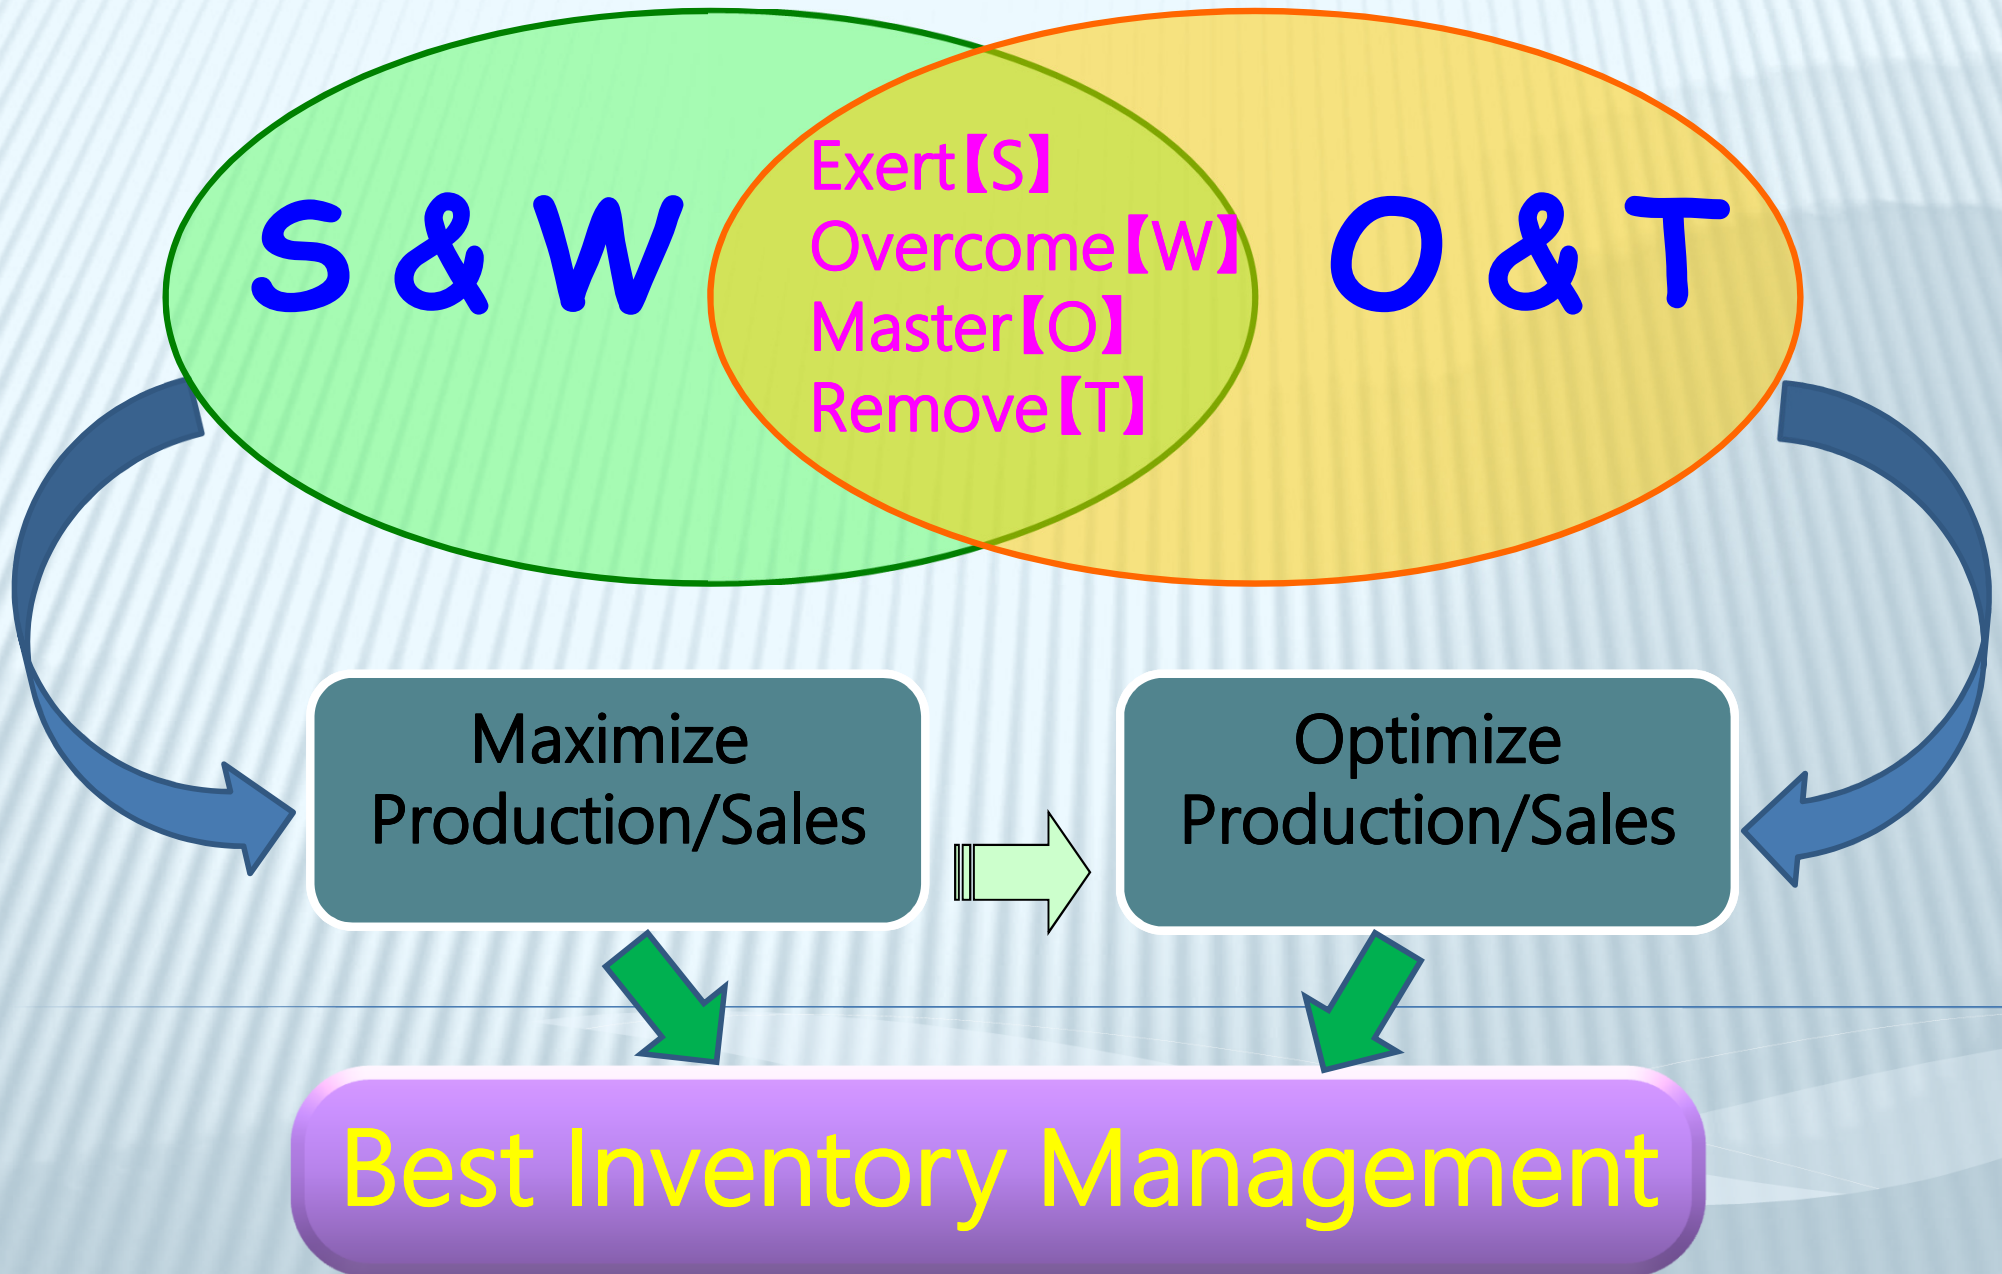 S & W
Exert【S】
Overcome【W】
Master【O】
Remove【T】
O & T
Maximize
Production/Sales
Optimize
Production/Sales
Best Inventory Management